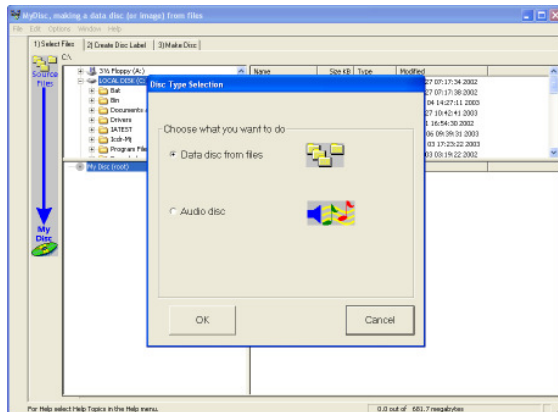 MyDisc, making a data disc (or image) from files
File Edit Options Window Help
1) Select Files 2) Create Disc Label 3) Make Disc
Source Files
C:\
3½ Floppy (A:)
LOCAL DISK (C:
Bat
Bin
Documents a
Drivers
IATEST
Program File
Name Size KB Type Modified
27 07:17:34 2002
27 07:17:38 2002
04 14:27:11 2003
27 10:42:41 2003
1 16:54:30 2002
06 09:39:31 2003
03 17:23:22 2003
03 03:19:22 2002
My Disc (root)
My Disc
Disc Type Selection
Choose what you want to do
Data disc from files
Audio disc
OK Cancel
For Help select Help Topics in the Help menu.
0.0 out of 681.7 megabytes